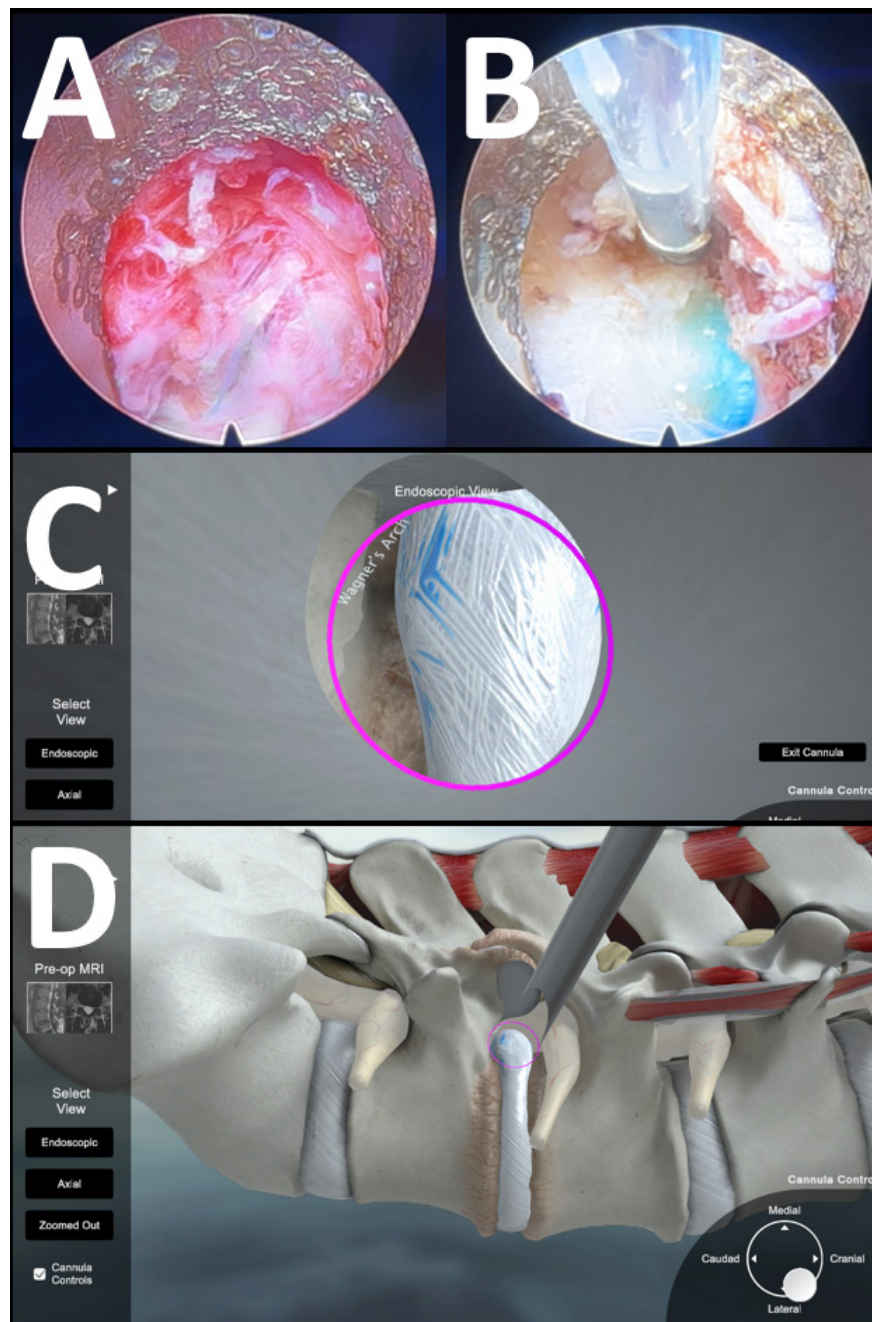 A
B
C
Endoscopic View
Wagner's Arch
Select
View
Endoscopic
Axial
Exit Cannula
Cannula Contro
Medial
D
Pre-op MRI
Select
View
Endoscopic
Axial
Zoomed Out
Cannula
Controls
Cannula Contro
Medial
Caudad
Cranial
Lateral